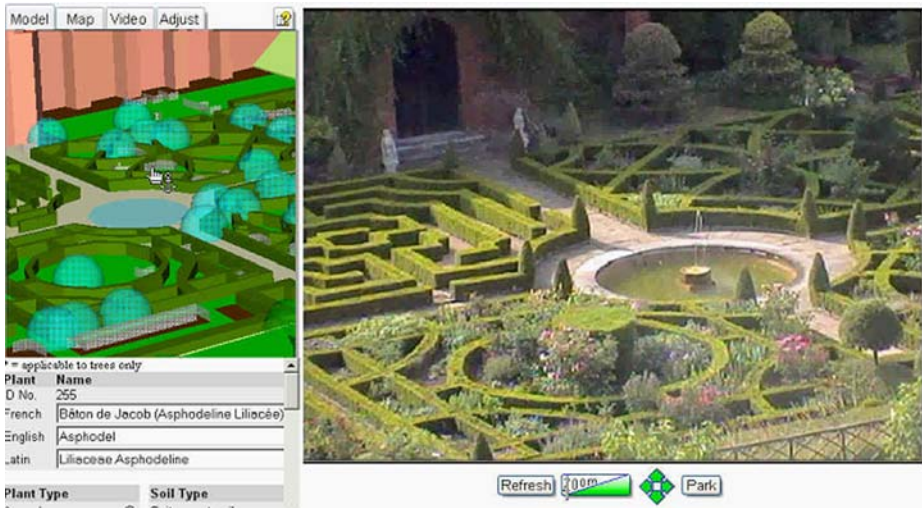 Model Map Video Adjust ?
* = applicable to trees only
Plant Name
ID No. 255
French Bâton de Jacob (Asphodeline Liliacée)
English Asphodel
Latin Liliaceae Asphodeline
Plant Type Soil Type
Refresh Zoom Park